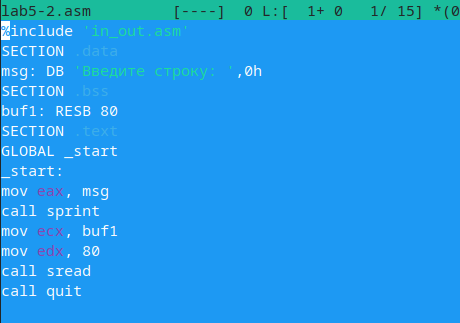 lab5-2.asm [----] 0 L:[ 1+ 0 1/ 15] *(0
%include 'in_out.asm'
SECTION .data
msg: DB 'Введите строку: ',0h
SECTION .bss
buf1: RESB 80
SECTION .text
GLOBAL _start
_start:
mov eax, msg
call sprint
mov ecx, buf1
mov edx, 80
call sread
call quit